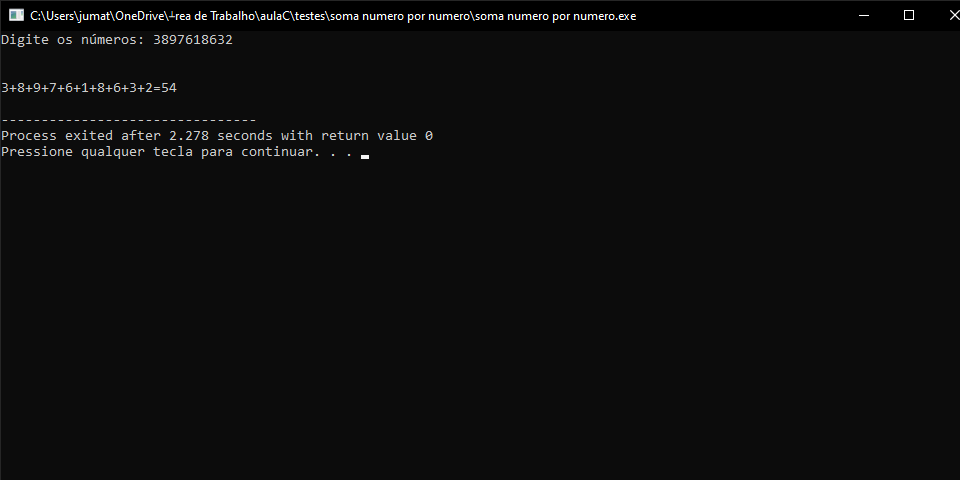 C:\Users\jumat\OneDrive\┴rea de Trabalho\aulaC\testes\soma numero por numero\soma numero por numero.exe
Digite os números: 3897618632
3+8+9+7+6+1+8+6+3+2=54
--------------------------------
Process exited after 2.278 seconds with return value 0
Pressione qualquer tecla para continuar. . .